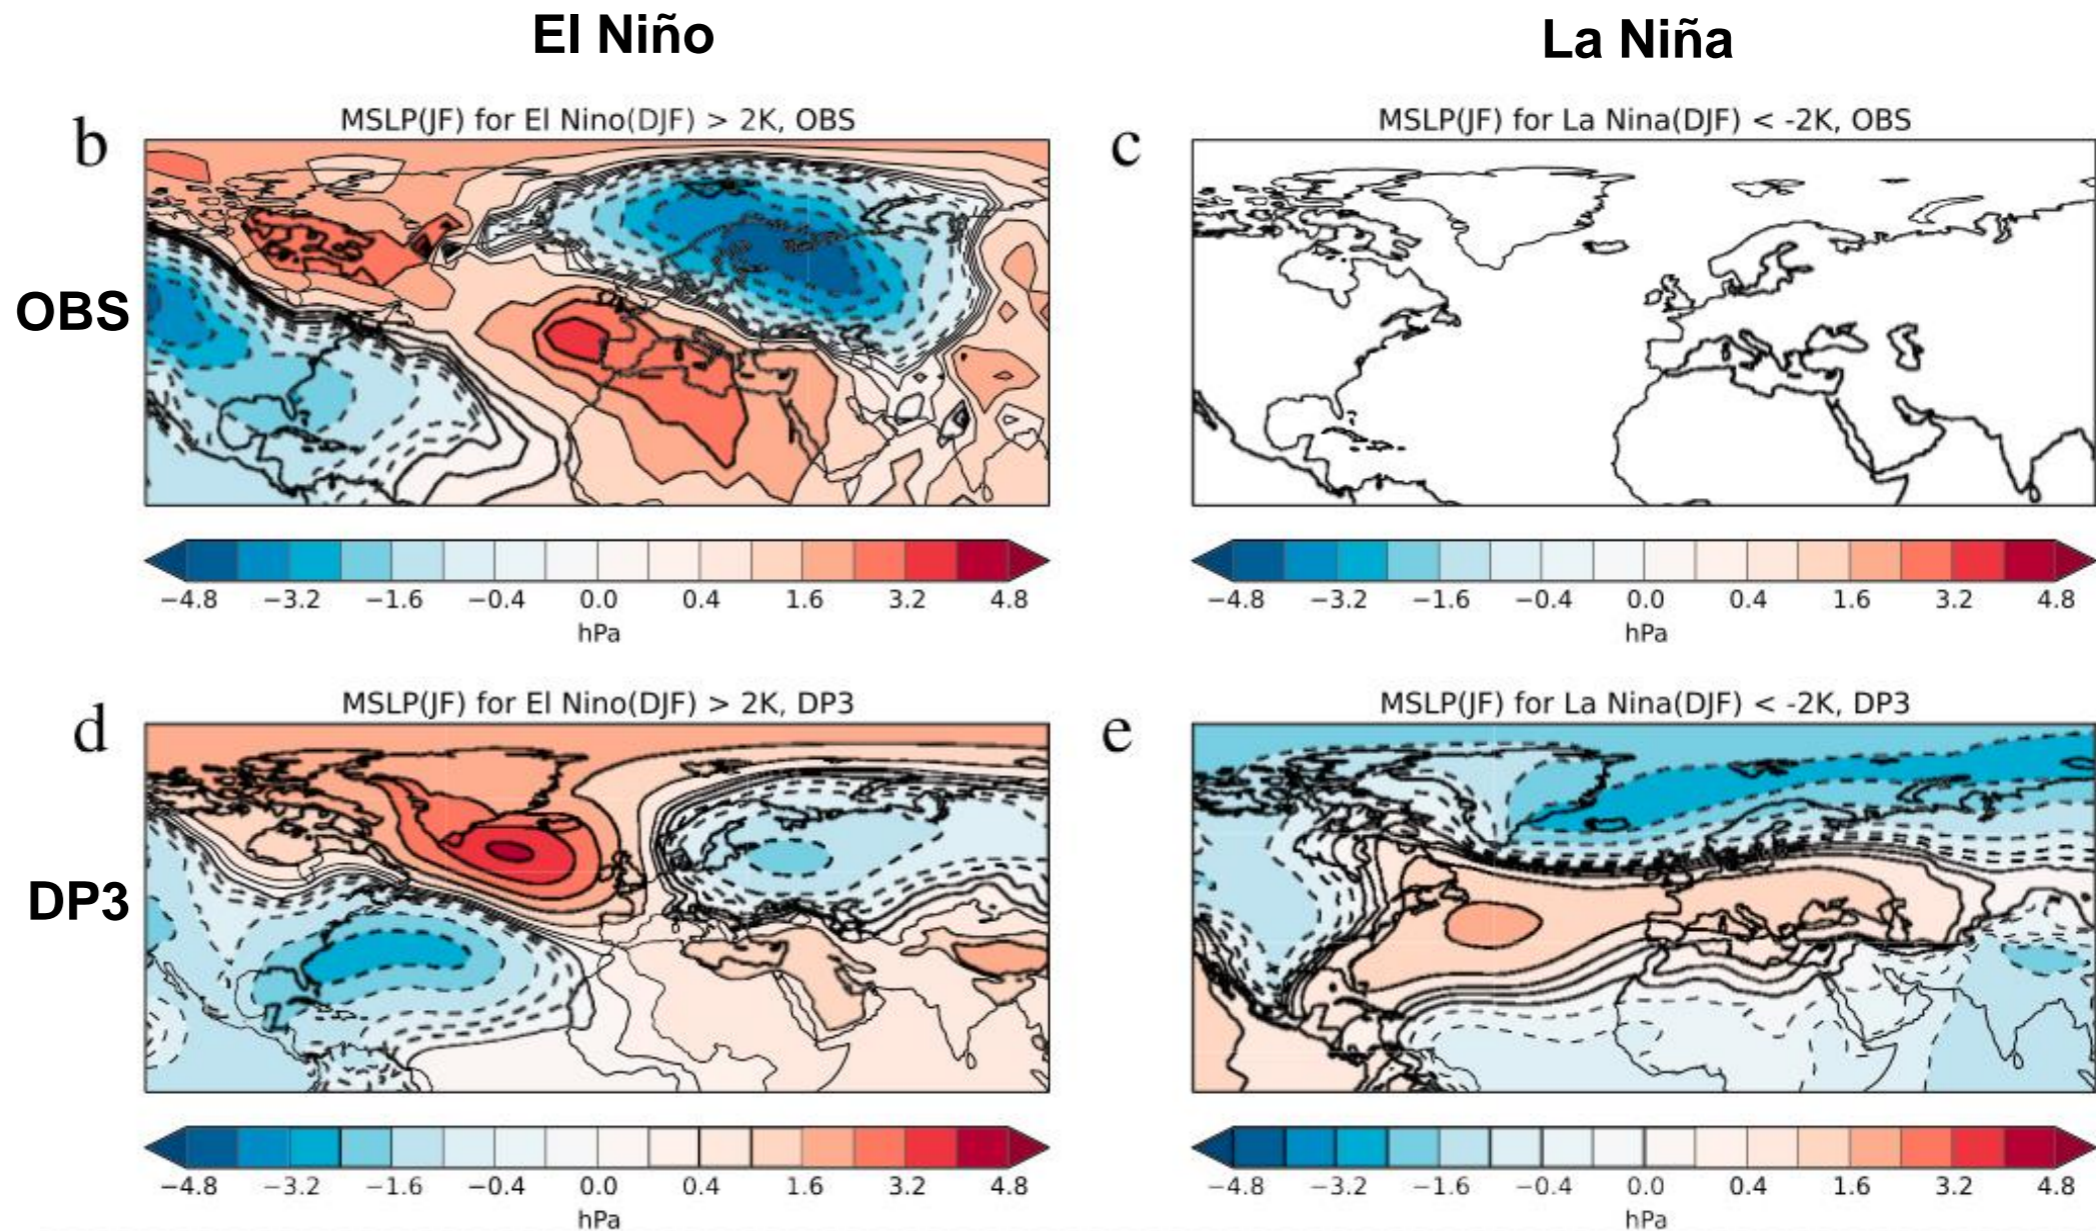 El Niño
La Niña
b
MSLP(JF) for El Nino(DJF) > 2K, OBS
c
MSLP(JF) for La Nina(DJF) < -2K, OBS
OBS
−4.8 −3.2 −1.6 −0.4 0.0 0.4 1.6 3.2 4.8
hPa
−4.8 −3.2 −1.6 −0.4 0.0 0.4 1.6 3.2 4.8
hPa
d
MSLP(JF) for El Nino(DJF) > 2K, DP3
e
MSLP(JF) for La Nina(DJF) < -2K, DP3
DP3
−4.8 −3.2 −1.6 −0.4 0.0 0.4 1.6 3.2 4.8
hPa
−4.8 −3.2 −1.6 −0.4 0.0 0.4 1.6 3.2 4.8
hPa